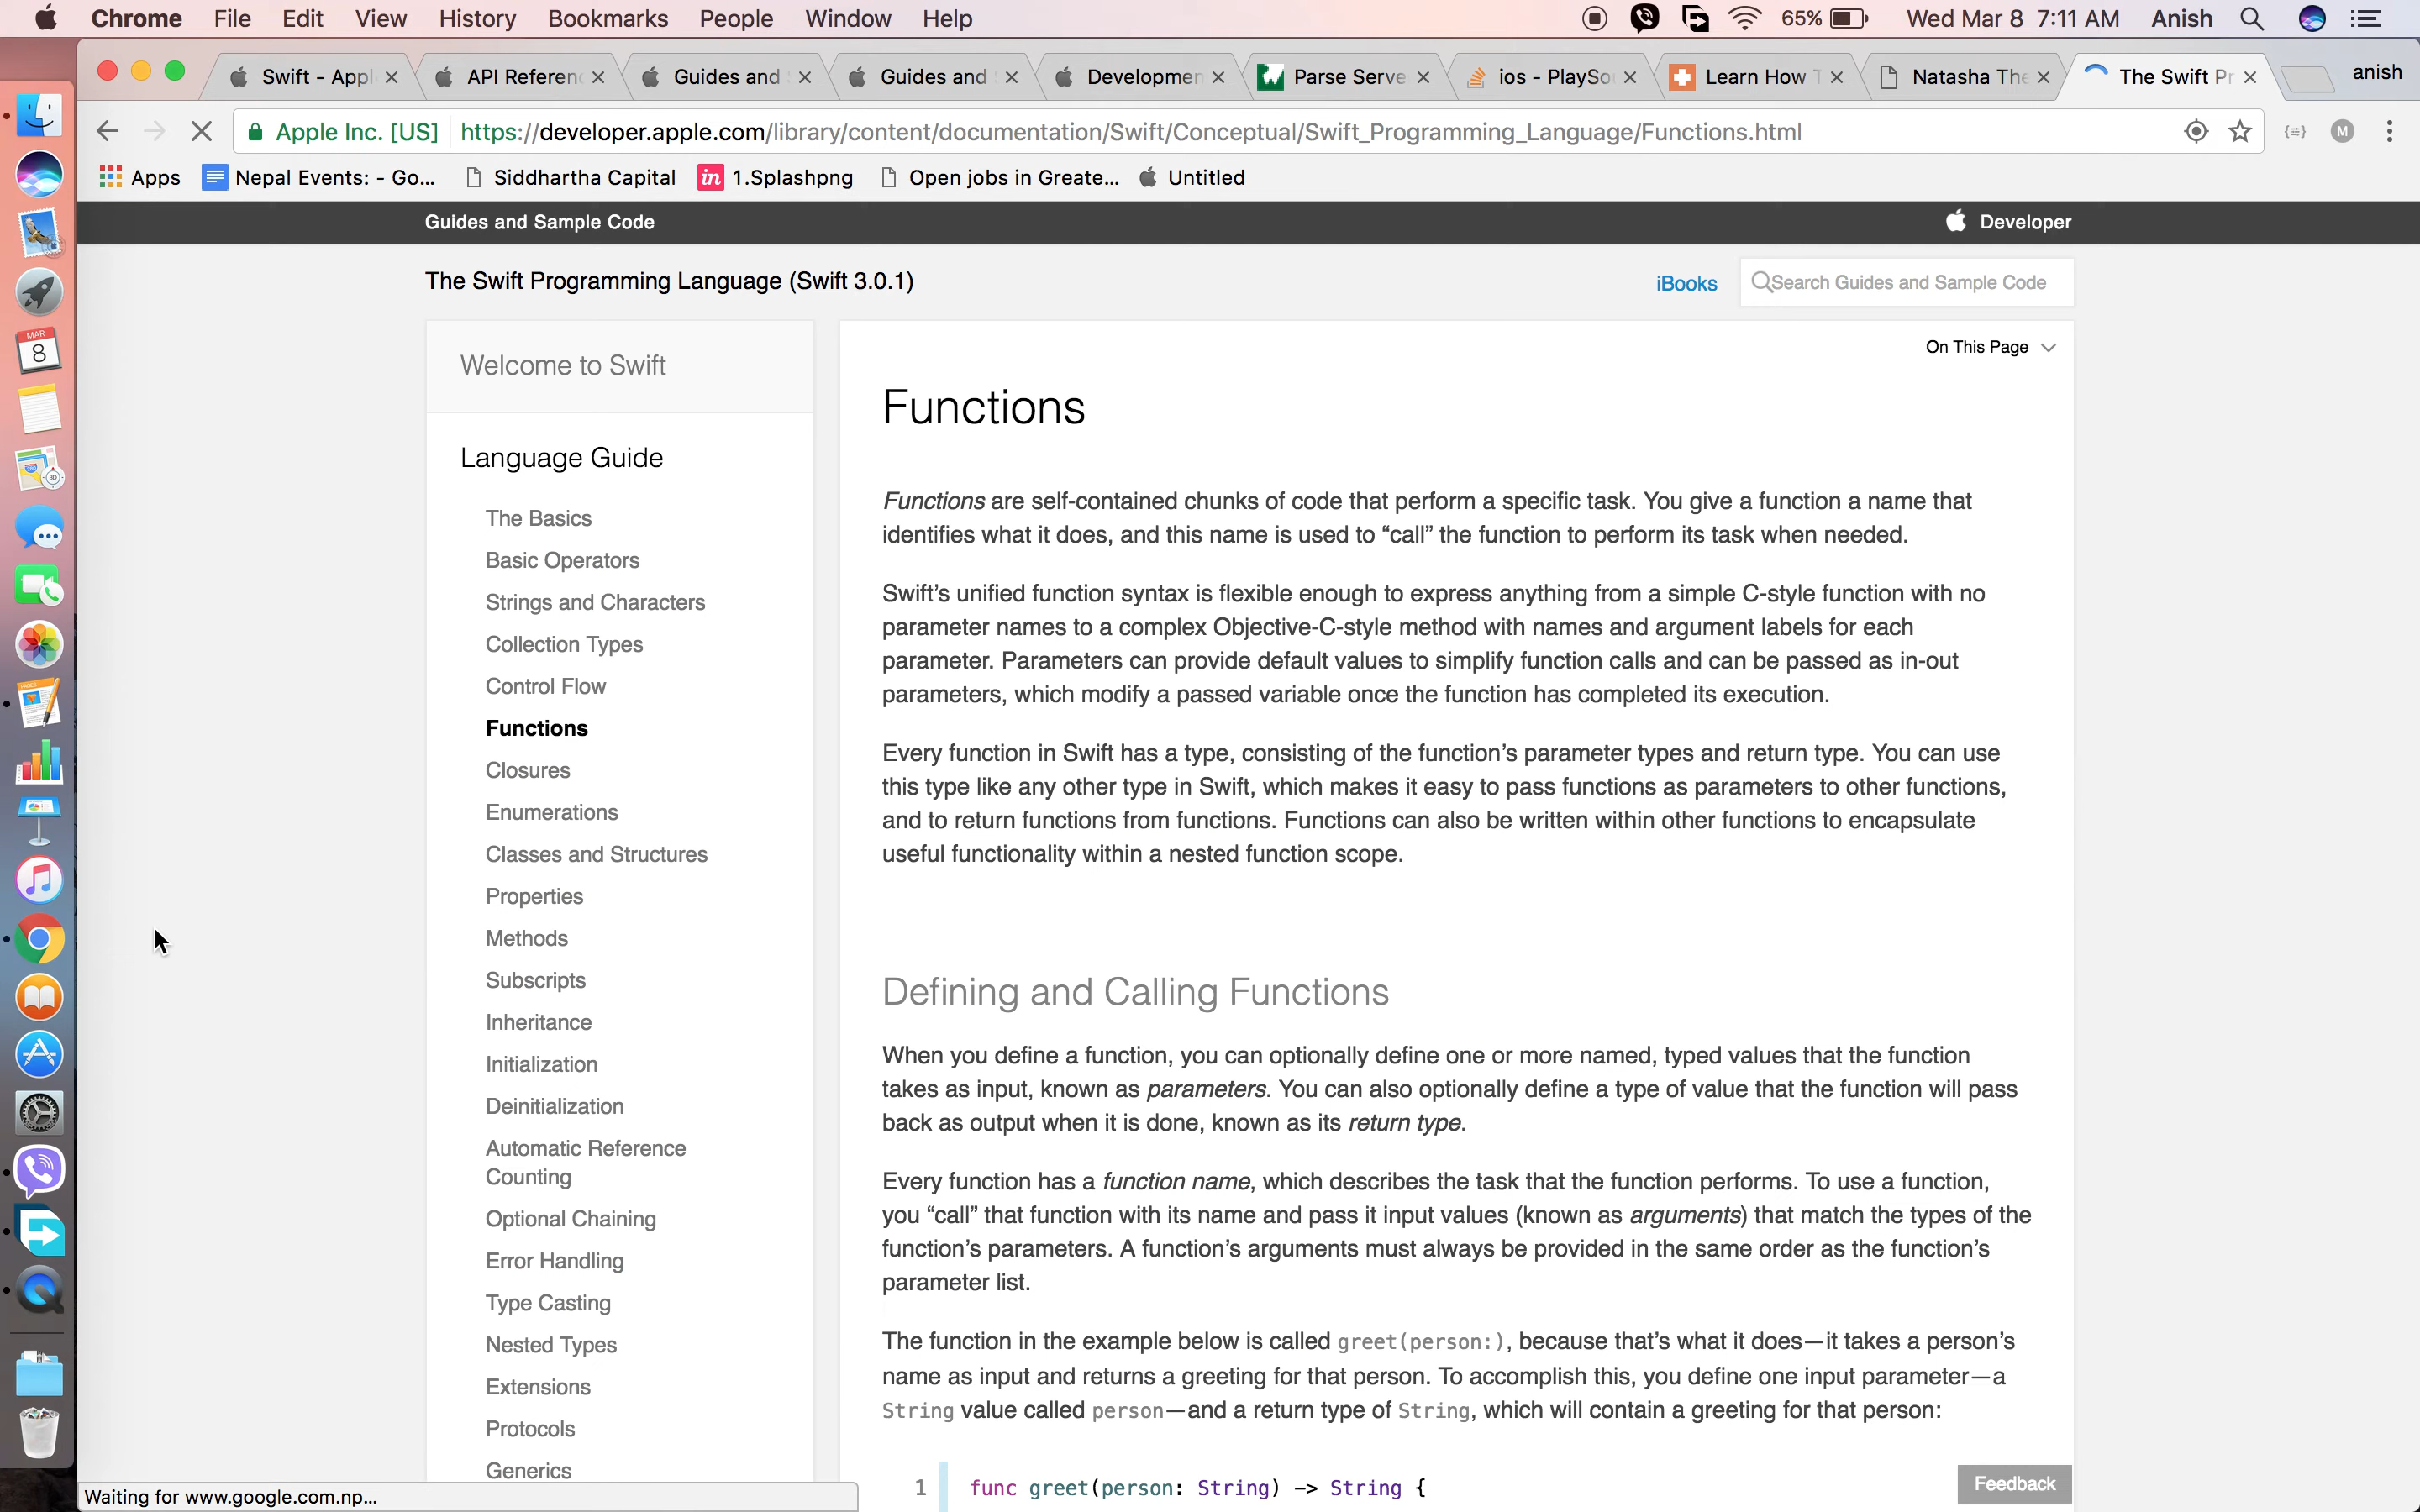 Chrome File Edit View History Bookmarks People Window Help 65% Wed Mar 8 7:11 AM Anish
Swift - Appl API Referen Guides and Guides and Developmen Parse Serve ios - PlaySo Learn How T Natasha The The Swift Pr anish
Apple Inc. [US] https://developer.apple.com/library/content/documentation/Swift/Conceptual/Swift_Programming_Language/Functions.html M
Apps Nepal Events: - Go... Siddhartha Capital in 1.Splashpng Open jobs in Greate... Untitled
Guides and Sample Code Developer
The Swift Programming Language (Swift 3.0.1) iBooks Search Guides and Sample Code
MAR
8
Welcome to Swift
Language Guide
The Basics
Basic Operators
Strings and Characters
Collection Types
Control Flow
Functions
Closures
Enumerations
Classes and Structures
Properties
Methods
Subscripts
Inheritance
Initialization
Deinitialization
Automatic Reference
Counting
Optional Chaining
Error Handling
Type Casting
Nested Types
Extensions
Protocols
Generics
On This Page
Functions
Functions are self-contained chunks of code that perform a specific task. You give a function a name that
identifies what it does, and this name is used to “call” the function to perform its task when needed.
Swift’s unified function syntax is flexible enough to express anything from a simple C-style function with no
parameter names to a complex Objective-C-style method with names and argument labels for each
parameter. Parameters can provide default values to simplify function calls and can be passed as in-out
parameters, which modify a passed variable once the function has completed its execution.
Every function in Swift has a type, consisting of the function’s parameter types and return type. You can use
this type like any other type in Swift, which makes it easy to pass functions as parameters to other functions,
and to return functions from functions. Functions can also be written within other functions to encapsulate
useful functionality within a nested function scope.
Defining and Calling Functions
When you define a function, you can optionally define one or more named, typed values that the function
takes as input, known as parameters. You can also optionally define a type of value that the function will pass
back as output when it is done, known as its return type.
Every function has a function name, which describes the task that the function performs. To use a function,
you “call” that function with its name and pass it input values (known as arguments) that match the types of the
function’s parameters. A function’s arguments must always be provided in the same order as the function’s
parameter list.
The function in the example below is called greet(person:), because that’s what it does—it takes a person’s
name as input and returns a greeting for that person. To accomplish this, you define one input parameter—a
String value called person—and a return type of String, which will contain a greeting for that person:
1 func greet(person: String) -> String {
Feedback
Waiting for www.google.com.np...